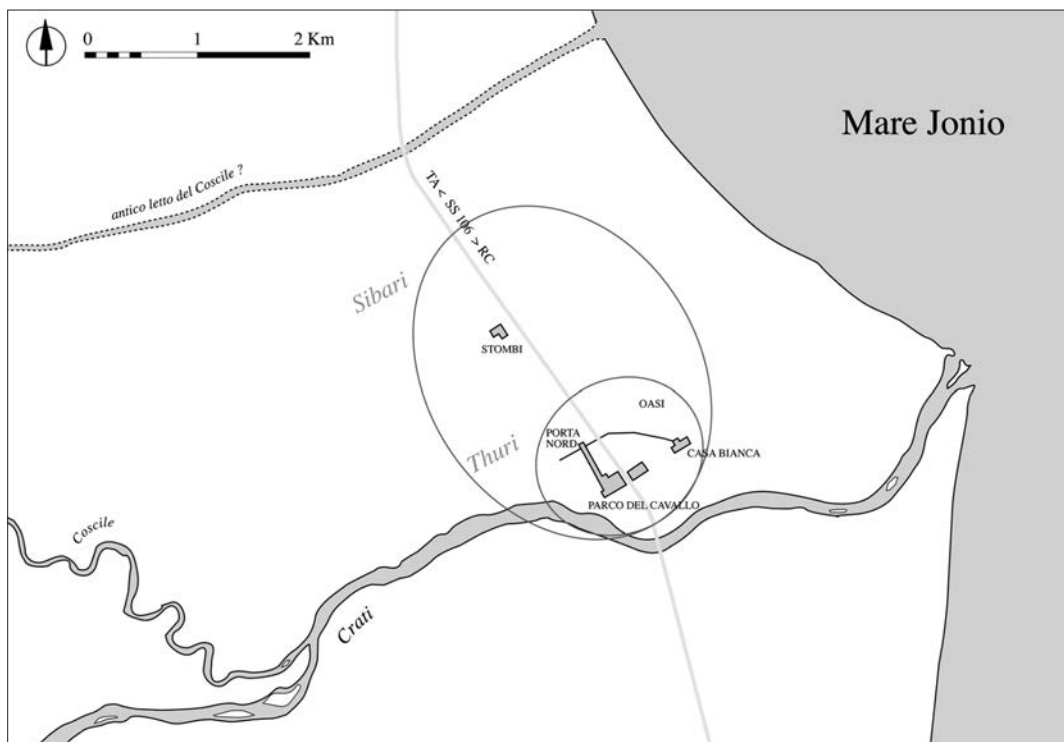 0 1 2 Km
Mare Jonio
antico letto del Coscile ?
TA < SS 106 > RC
Sibari
STOMBI
OASI
PORTA
NORD
Thuri
CASA BIANCA
PARCO DEL CAVALLO
Coscile
Crati